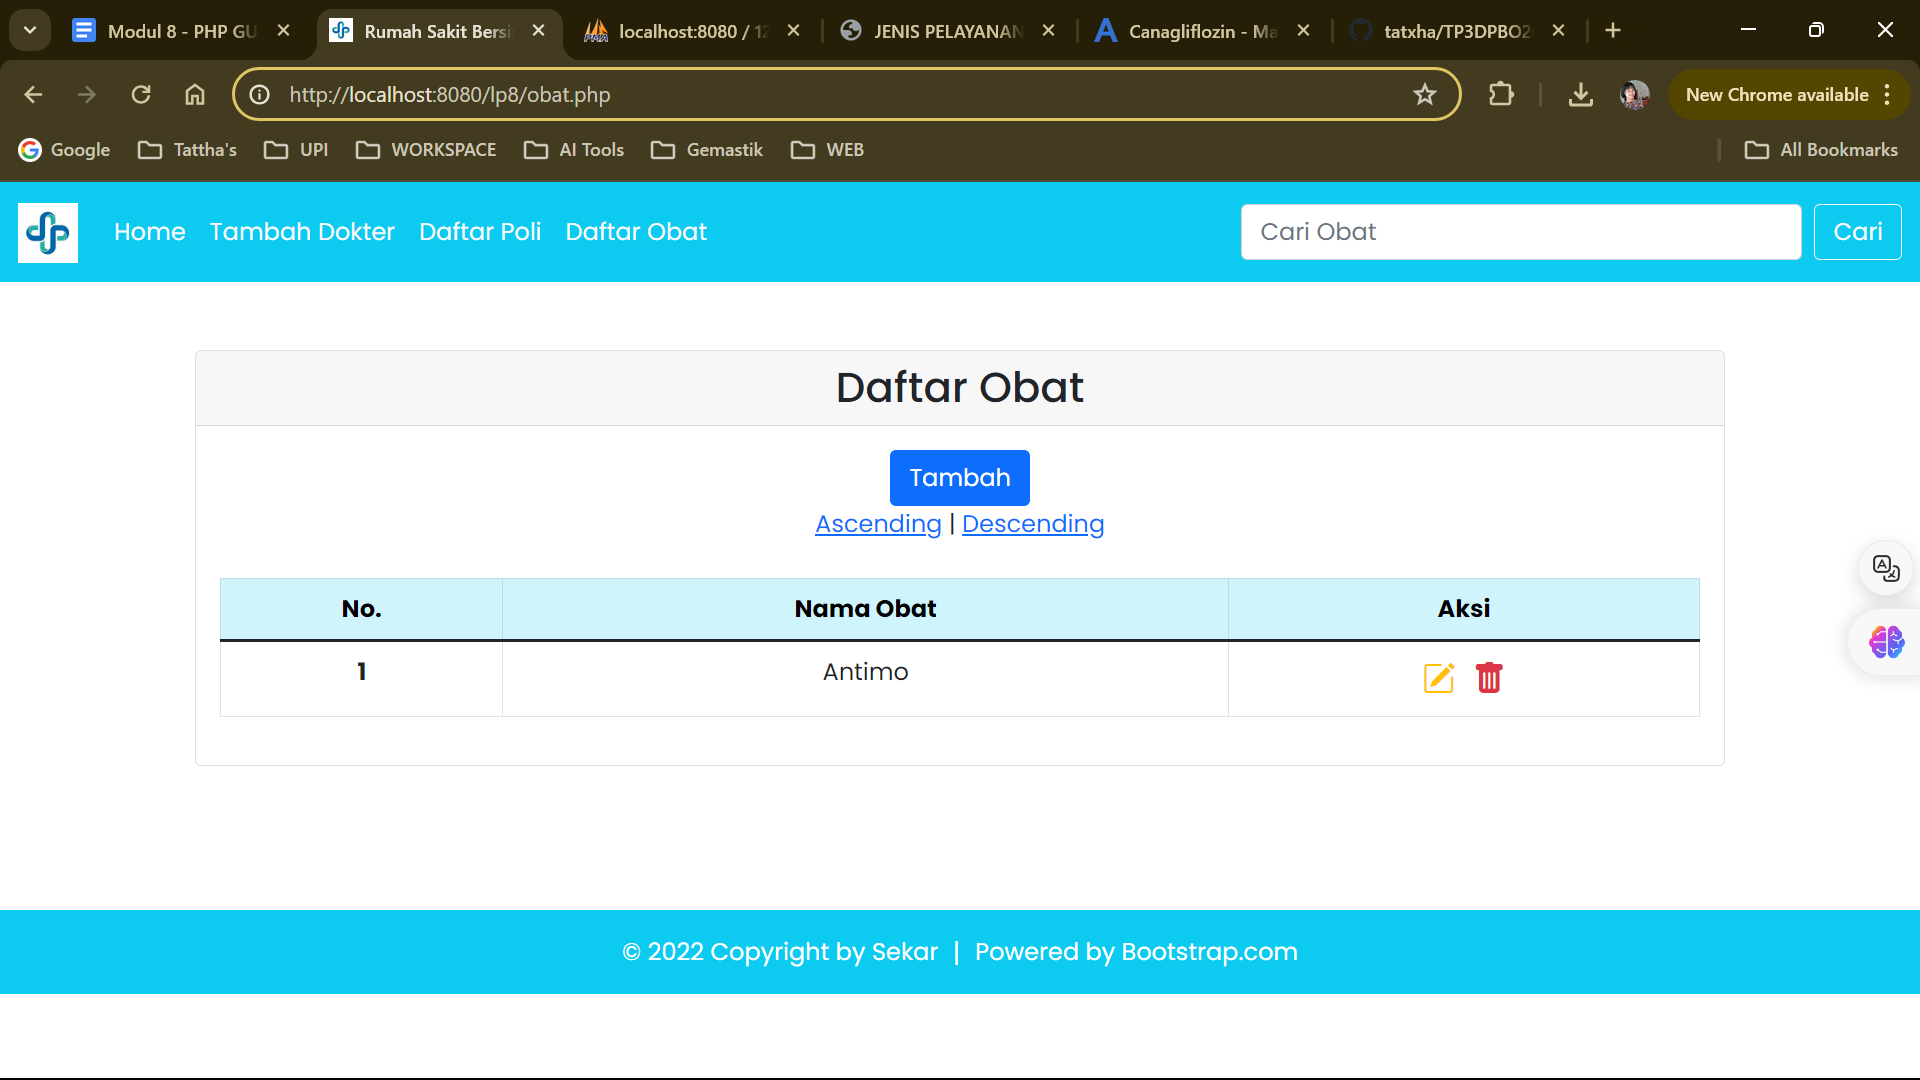 Modul 8 - PHP GU
Rumah Sakit Bersi
localhost:8080 / 12
JENIS PELAYANAN
Canagliflozin - Ma
tatxha/TP3DPBO2
http://localhost:8080/lp8/obat.php
New Chrome available
Google
Tattha's
UPI
WORKSPACE
AI Tools
Gemastik
WEB
All Bookmarks
Home
Tambah Dokter
Daftar Poli
Daftar Obat
Cari Obat
Cari
Daftar Obat
Tambah
Ascending | Descending
No.
Nama Obat
Aksi
1
Antimo
© 2022 Copyright by Sekar | Powered by Bootstrap.com